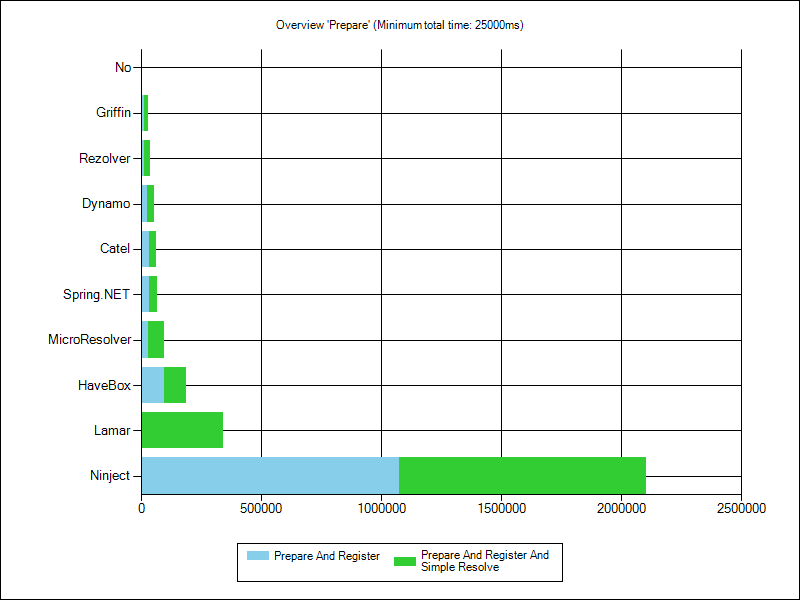 Overview 'Prepare' (Minimum total time: 25000ms)
No
Griffin
Rezolver
Dynamo
Catel
Spring.NET
MicroResolver
HaveBox
Lamar
Ninject
0 500000 1000000 1500000 2000000 2500000
Prepare And Register
Prepare And Register And
Simple Resolve